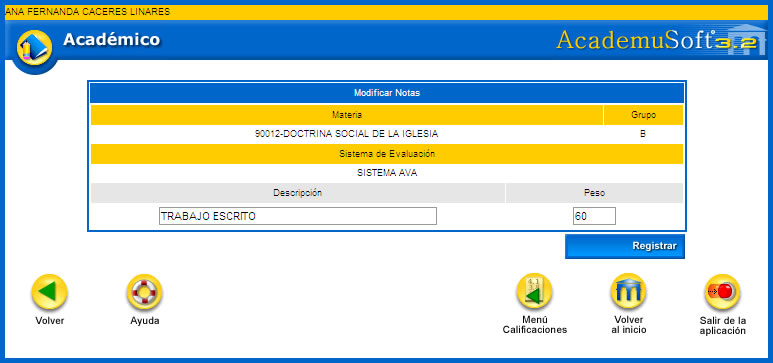 ANA FERNANDA CACERES LINARES
Académico
AcademuSoft 3.2
Modificar Notas
Materia Grupo
90012-DOCTRINA SOCIAL DE LA IGLESIA B
Sistema de Evaluación
SISTEMA AVA
Descripción Peso
TRABAJO ESCRITO 60
Registrar
Volver
Ayuda
Menú
Calificaciones
Volver
al inicio
Salir de la
aplicación